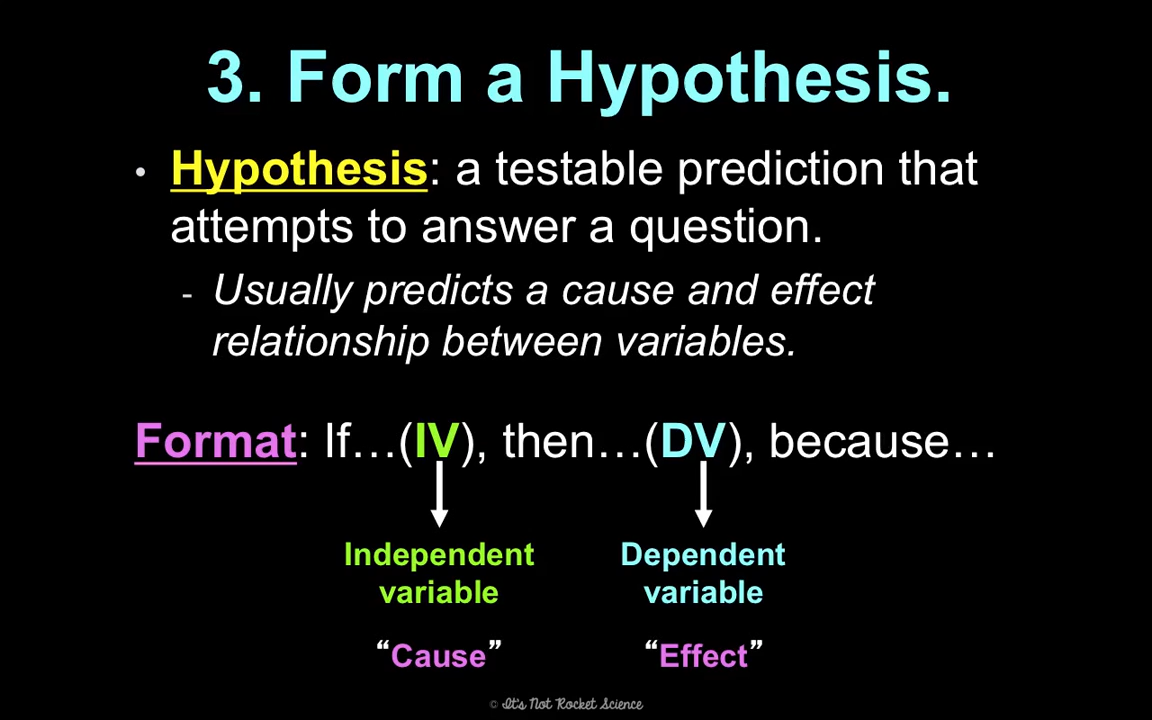 3. Form a Hypothesis.
• Hypothesis: a testable prediction that
attempts to answer a question.
- Usually predicts a cause and effect
relationship between variables.
Format: If…(IV), then…(DV), because…
Independent
variable
“Cause”
Dependent
variable
“Effect”
© It's Not Rocket Science